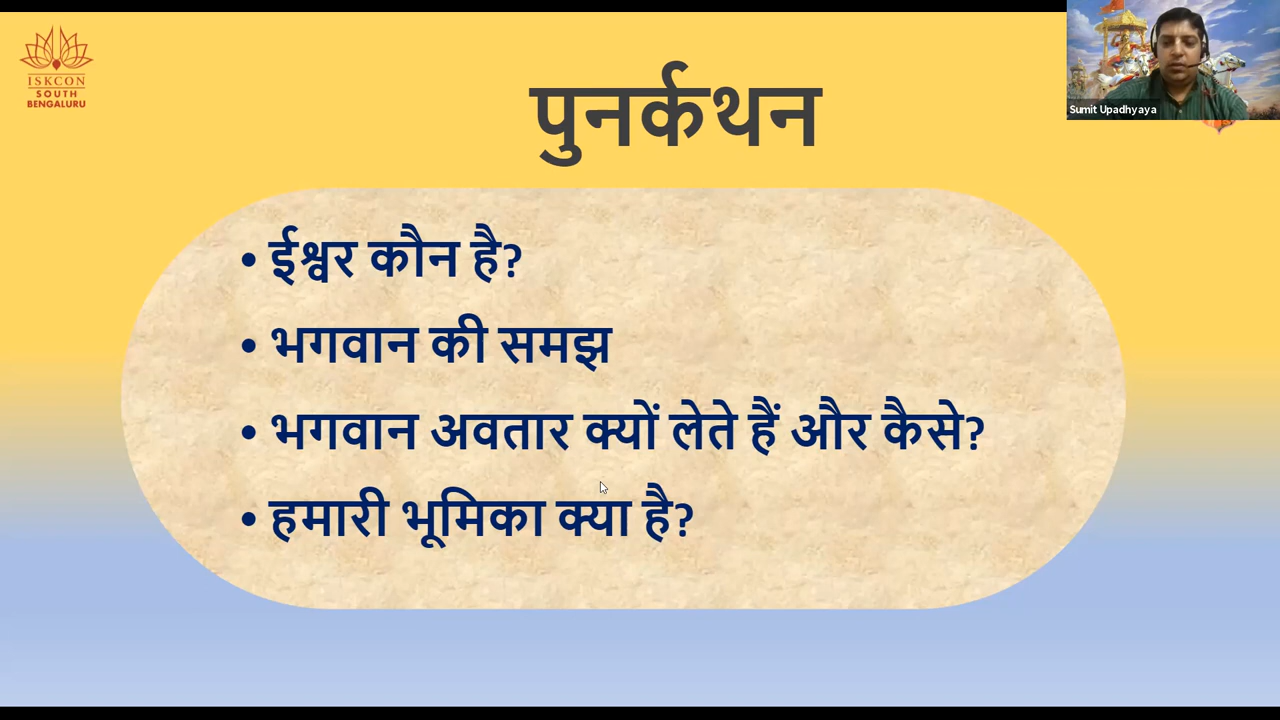 ISKCON
SOUTH
BENGALURU
पुनर्कथन
Sumit Upadhyaya
• ईश्वर कौन है?
• भगवान की समझ
• भगवान अवतार क्यों लेते हैं और कैसे?
• हमारी भूमिका क्या है?